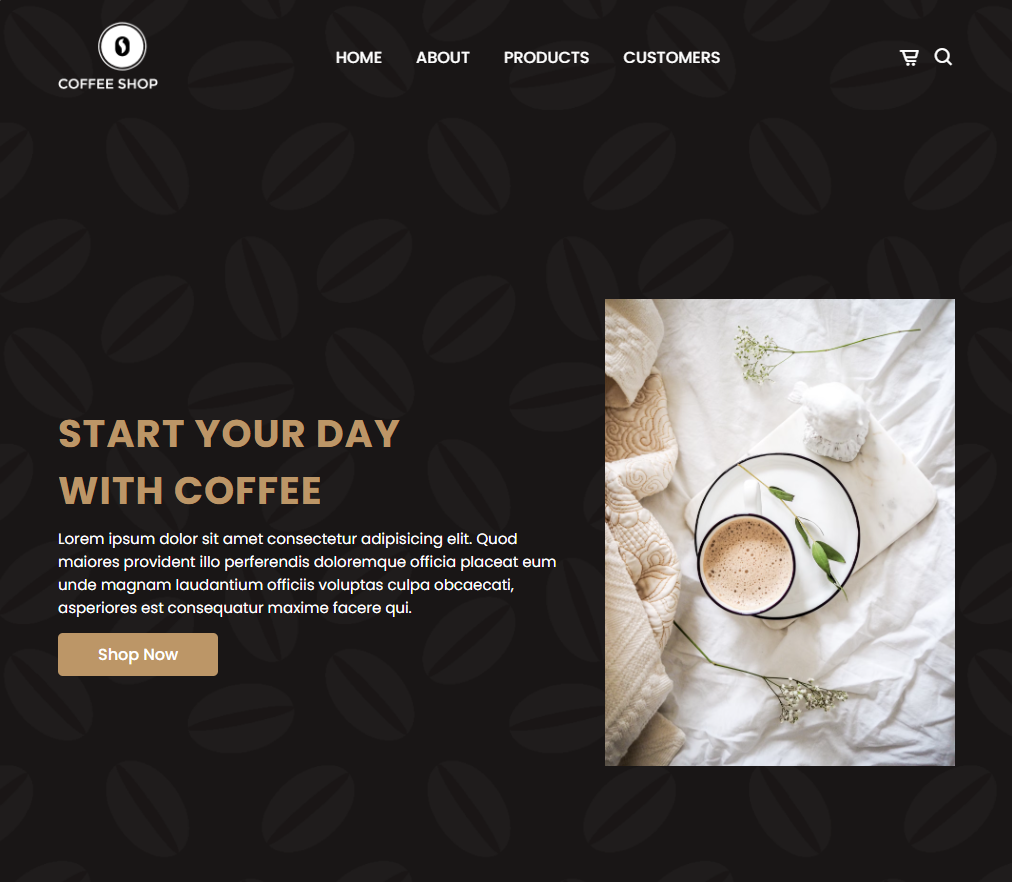 COFFEE SHOP
HOME ABOUT PRODUCTS CUSTOMERS
START YOUR DAY
WITH COFFEE
Lorem ipsum dolor sit amet consectetur adipisicing elit. Quod
maiores provident illo perferendis doloremque officia placeat eum
unde magnam laudantium officiis voluptas culpa obcaecati,
asperiores est consequatur maxime facere qui.
Shop Now